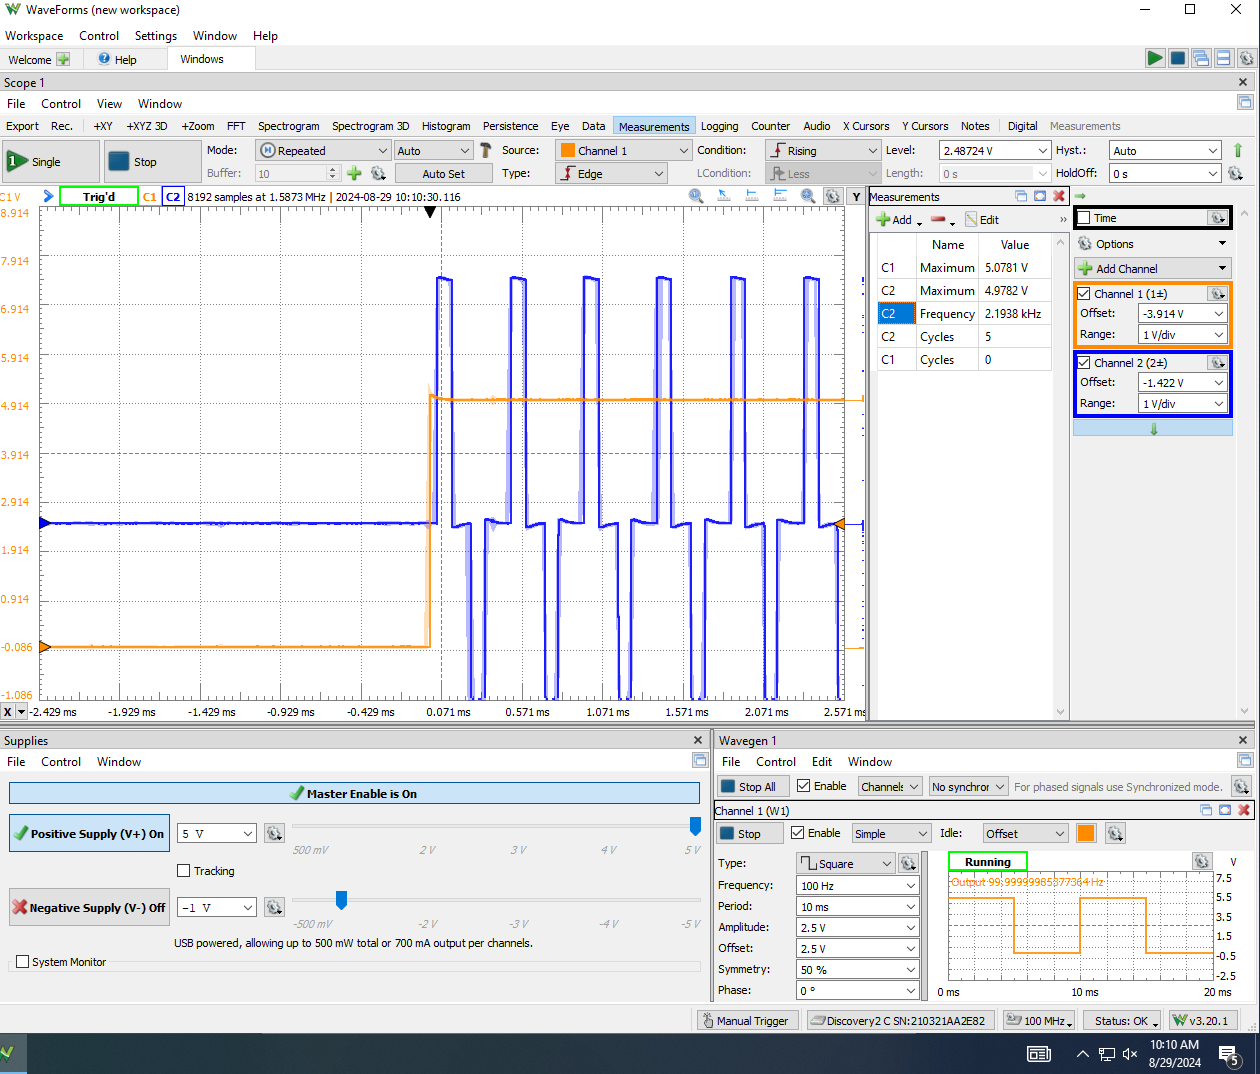 WaveForms (new workspace)
Workspace Control Settings Window Help
Welcome Help Windows
Scope 1
File Control View Window
Export Rec. +XY +XYZ 3D +Zoom FFT Spectrogram Spectrogram 3D Histogram Persistence Eye Data Measurements Logging Counter Audio X Cursors Y Cursors Notes Digital Measurements
Single Stop Mode: Repeated Auto Source: Channel 1 Condition: Rising Level: 2.48724 V Hyst.: Auto
Buffer: 10 Auto Set Type: Edge LCondition: Less Length: 0 s HoldOff: 0 s
C1 V Trig'd C1 C2 8192 samples at 1.5873 MHz | 2024-08-29 10:10:30.116 Y
8.914
7.914
6.914
5.914
4.914
3.914
2.914
1.914
0.914
-0.086
-1.086
X -2.429 ms -1.929 ms -1.429 ms -0.929 ms -0.429 ms 0.071 ms 0.571 ms 1.071 ms 1.571 ms 2.071 ms 2.571 ms
Measurements
Add Edit »
Name Value
C1 Maximum 5.0781 V
C2 Maximum 4.9782 V
C2 Frequency 2.1938 kHz
C2 Cycles 5
C1 Cycles 0
Time
Options
Add Channel
Channel 1 (1±)
Offset: -3.914 V
Range: 1 V/div
Channel 2 (2±)
Offset: -1.422 V
Range: 1 V/div
Supplies
File Control Window
Master Enable is On
Positive Supply (V+) On 5 V
500 mV 2 V 3 V 4 V 5 V
Tracking
Negative Supply (V-) Off -1 V
-500 mV -2 V -3 V -4 V -5 V
USB powered, allowing up to 500 mW total or 700 mA output per channels.
System Monitor
Wavegen 1
File Control Edit Window
Stop All Enable Channels No synchror For phased signals use Synchronized mode.
Channel 1 (W1)
Stop Enable Simple Idle: Offset
Type: Square
Frequency: 100 Hz
Period: 10 ms
Amplitude: 2.5 V
Offset: 2.5 V
Symmetry: 50 %
Phase: 0 °
Running V
Output 99.99999985377364 Hz
7.5
5.5
3.5
1.5
-0.5
-2.5
0 ms 10 ms 20 ms
Manual Trigger Discovery2 C SN:210321AA2E82 100 MHz Status: OK v3.20.1
10:10 AM
8/29/2024
5